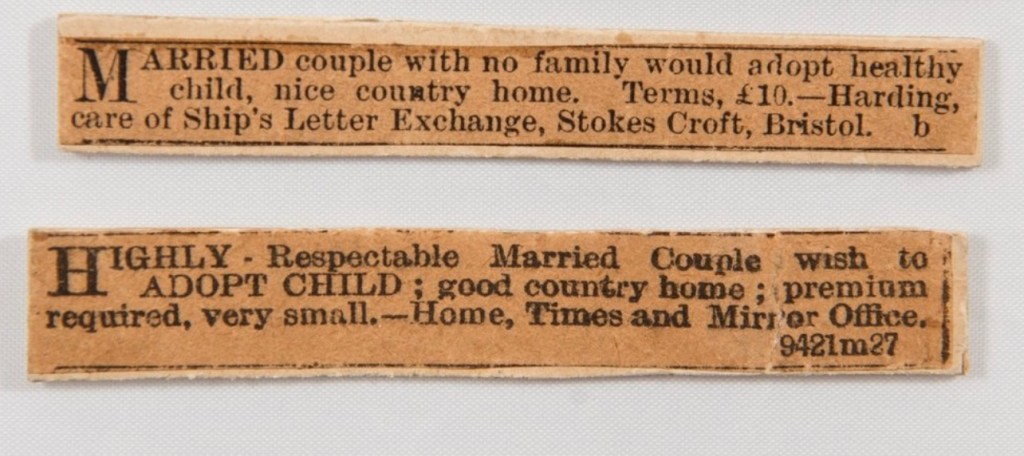 MARRIED couple with no family would adopt healthy
child, nice country home. Terms, £10.—Harding,
care of Ship's Letter Exchange, Stokes Croft, Bristol. b
HIGHLY - Respectable Married Couple wish to
ADOPT CHILD ; good country home ; premium
required, very small.—Home, Times and Mirror Office.
9421m27